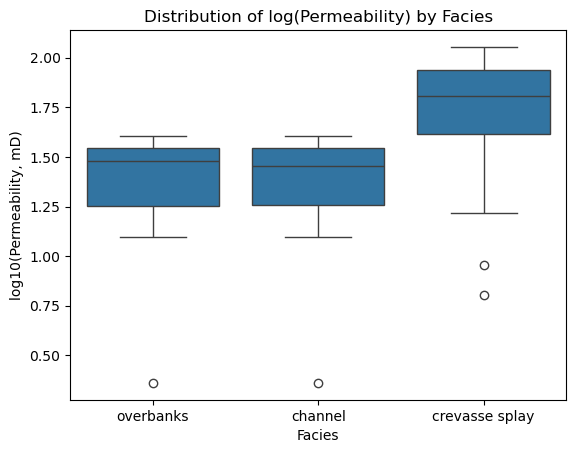 Distribution of log(Permeability) by Facies
log10(Permeability, mD)
2.00
1.75
1.50
1.25
1.00
0.75
0.50
overbanks channel crevasse splay
Facies